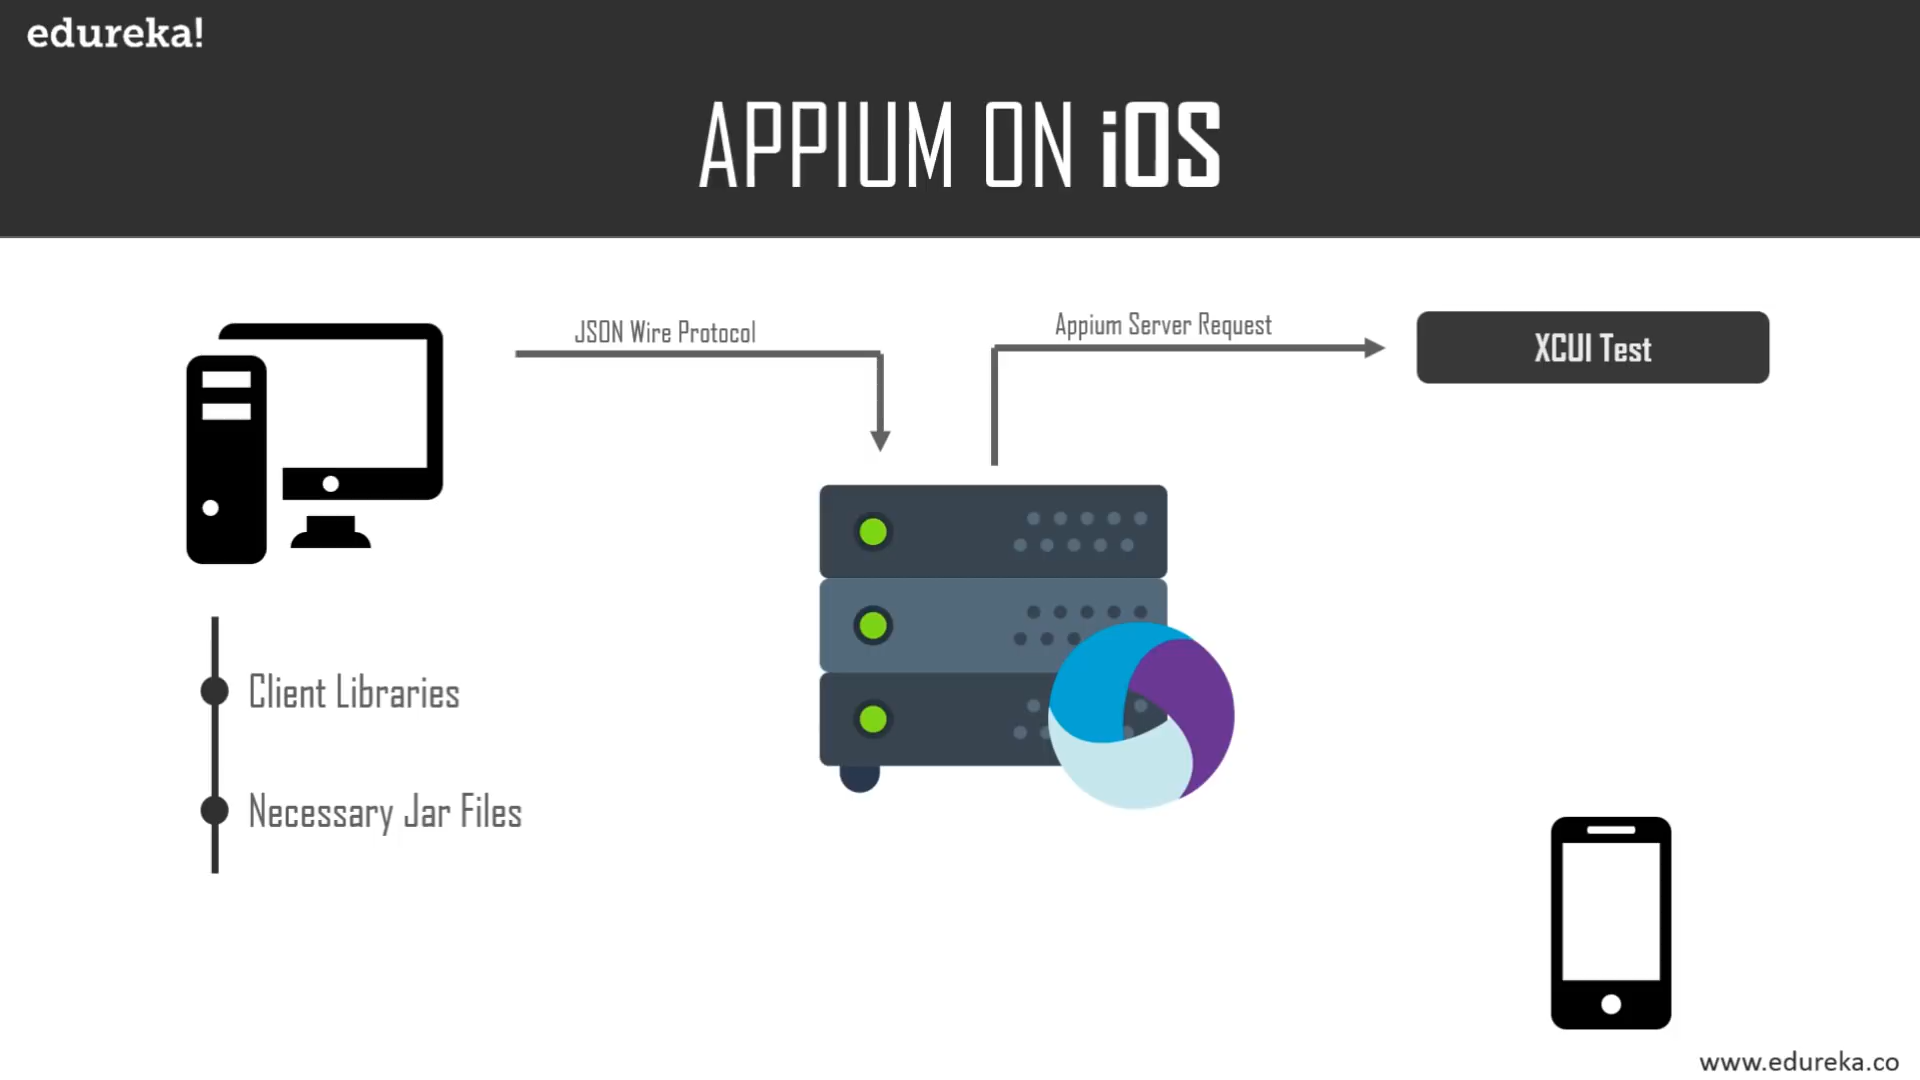 edureka!
APPIUM ON iOS
JSON Wire Protocol
Appium Server Request
XCUI Test
Client Libraries
Necessary Jar Files
www.edureka.co